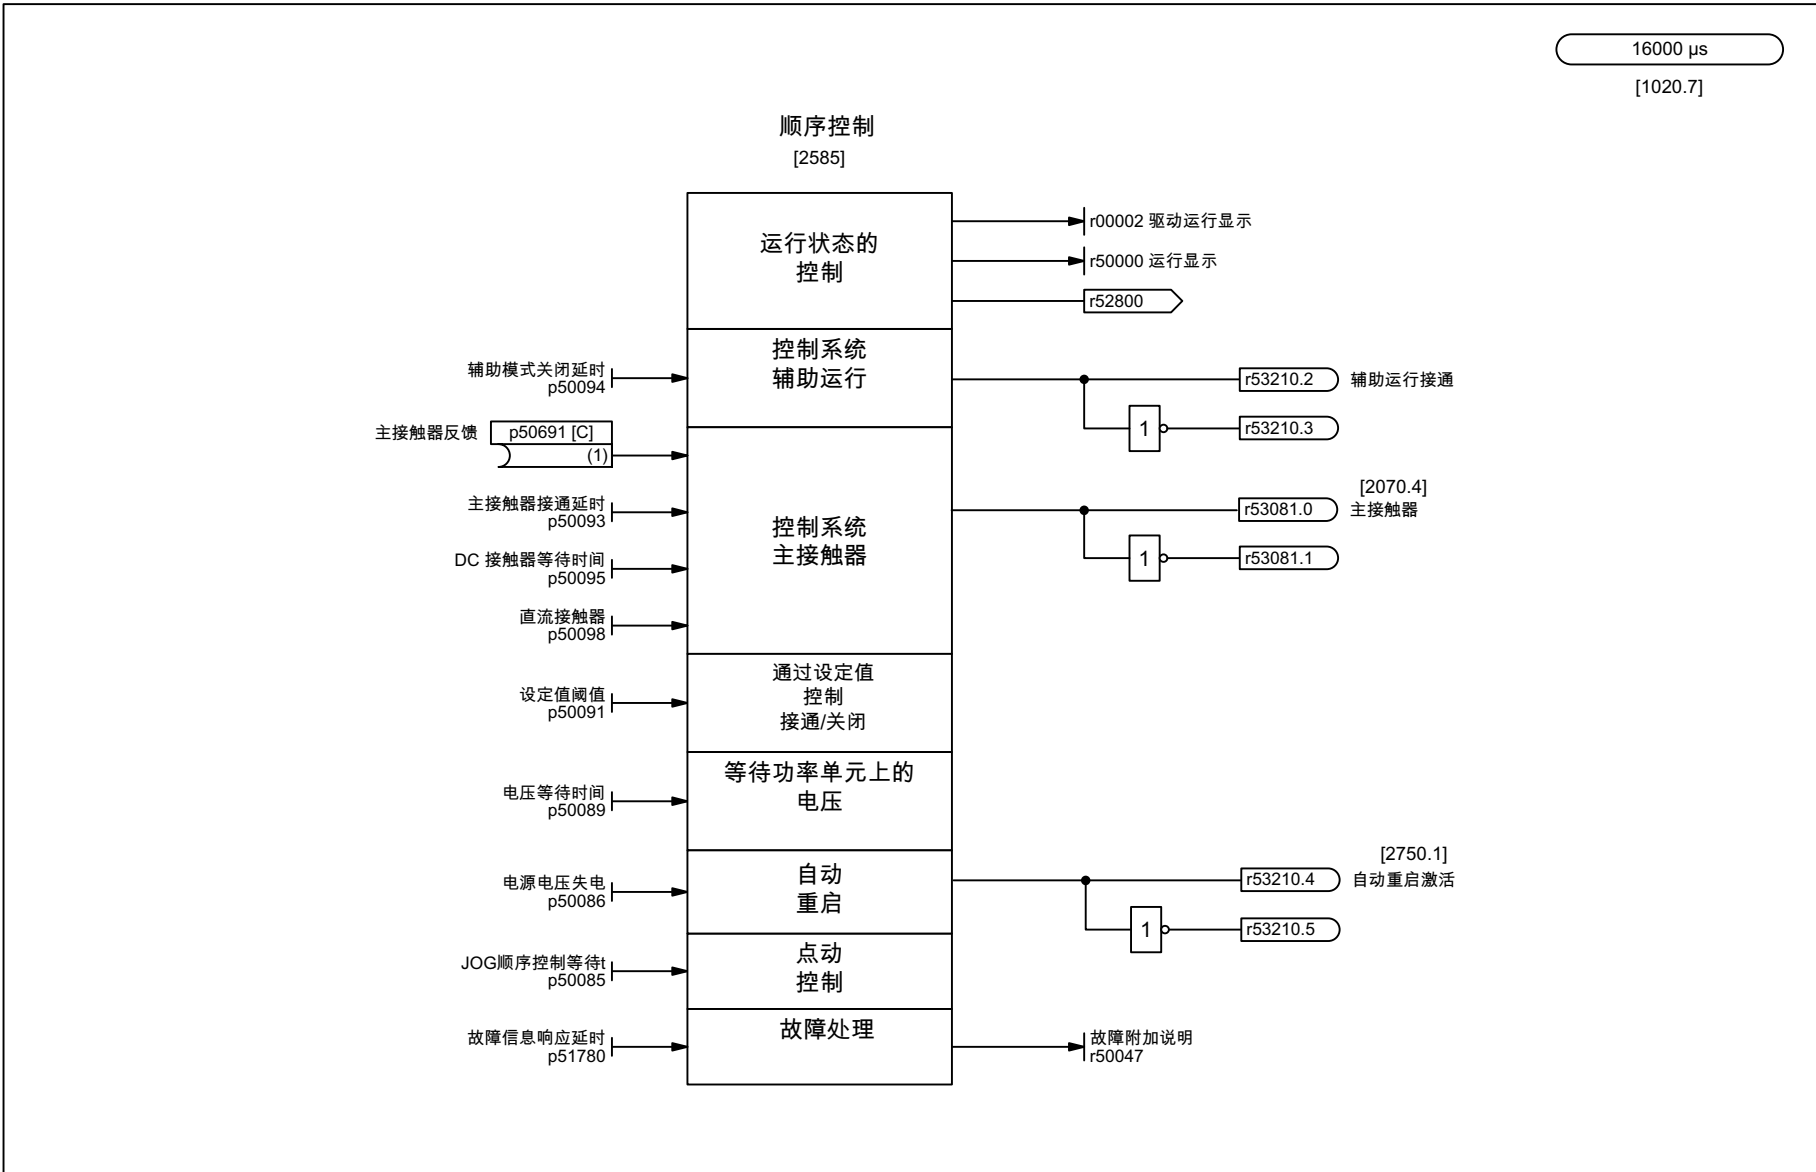 16000 µs
[1020.7]
顺序控制
[2585]
运行状态的
控制
r00002 驱动运行显示
r50000 运行显示
r52800
控制系统
辅助运行
辅助模式关闭延时
p50094
r53210.2
辅助运行接通
1
r53210.3
主接触器反馈
p50691 [C]
(1)
主接触器接通延时
p50093
控制系统
主接触器
[2070.4]
r53081.0
主接触器
1
r53081.1
DC 接触器等待时间
p50095
直流接触器
p50098
通过设定值
控制
接通/关闭
设定值阈值
p50091
等待功率单元上的
电压
电压等待时间
p50089
自动
重启
电源电压失电
p50086
[2750.1]
r53210.4
自动重启激活
1
r53210.5
点动
控制
JOG顺序控制等待t
p50085
故障处理
故障信息响应延时
p51780
故障附加说明
r50047